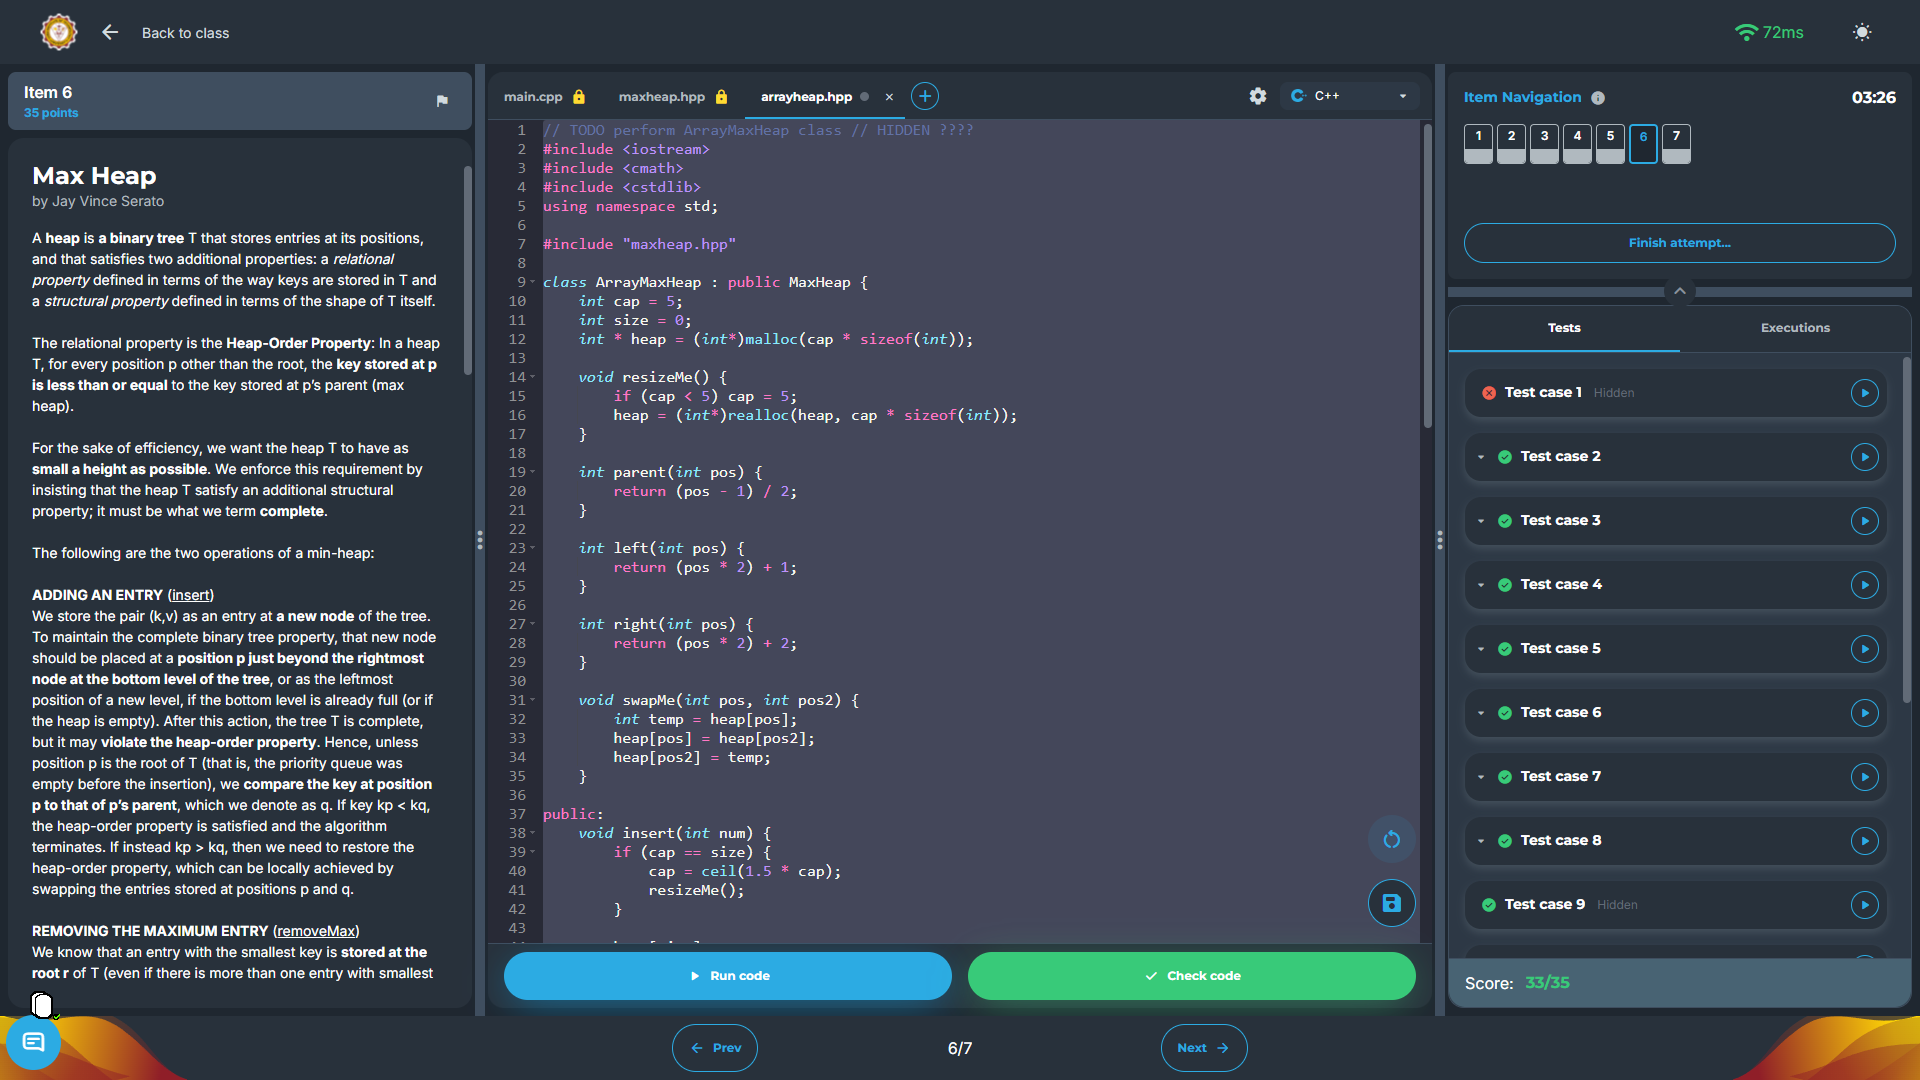 Back to class
72ms
Item 6
35 points
Max Heap
by Jay Vince Serato
A heap is a binary tree T that stores entries at its positions,
and that satisfies two additional properties: a relational
property defined in terms of the way keys are stored in T and
a structural property defined in terms of the shape of T itself.
The relational property is the Heap-Order Property: In a heap
T, for every position p other than the root, the key stored at p
is less than or equal to the key stored at p's parent (max
heap).
For the sake of efficiency, we want the heap T to have as
small a height as possible. We enforce this requirement by
insisting that the heap T satisfy an additional structural
property; it must be what we term complete.
The following are the two operations of a min-heap:
ADDING AN ENTRY (insert)
We store the pair (k,v) as an entry at a new node of the tree.
To maintain the complete binary tree property, that new node
should be placed at a position p just beyond the rightmost
node at the bottom level of the tree, or as the leftmost
position of a new level, if the bottom level is already full (or if
the heap is empty). After this action, the tree T is complete,
but it may violate the heap-order property. Hence, unless
position p is the root of T (that is, the priority queue was
empty before the insertion), we compare the key at position
p to that of p's parent, which we denote as q. If key kp < kq,
the heap-order property is satisfied and the algorithm
terminates. If instead kp > kq, then we need to restore the
heap-order property, which can be locally achieved by
swapping the entries stored at positions p and q.
REMOVING THE MAXIMUM ENTRY (removeMax)
We know that an entry with the smallest key is stored at the
root r of T (even if there is more than one entry with smallest
main.cpp
maxheap.hpp
arrayheap.hpp
C++
1 // TODO perform ArrayMaxHeap class // HIDDEN ????
2 #include <iostream>
3 #include <cmath>
4 #include <cstdlib>
5 using namespace std;
6
7 #include "maxheap.hpp"
8
9 class ArrayMaxHeap : public MaxHeap {
10 int cap = 5;
11 int size = 0;
12 int * heap = (int*)malloc(cap * sizeof(int));
13
14 void resizeMe() {
15 if (cap < 5) cap = 5;
16 heap = (int*)realloc(heap, cap * sizeof(int));
17 }
18
19 int parent(int pos) {
20 return (pos - 1) / 2;
21 }
22
23 int left(int pos) {
24 return (pos * 2) + 1;
25 }
26
27 int right(int pos) {
28 return (pos * 2) + 2;
29 }
30
31 void swapMe(int pos, int pos2) {
32 int temp = heap[pos];
33 heap[pos] = heap[pos2];
34 heap[pos2] = temp;
35 }
36
37 public:
38 void insert(int num) {
39 if (cap == size) {
40 cap = ceil(1.5 * cap);
41 resizeMe();
42 }
43
Run code
Check code
Item Navigation
03:26
1 2 3 4 5 6 7
Finish attempt...
Tests
Executions
Test case 1 Hidden
Test case 2
Test case 3
Test case 4
Test case 5
Test case 6
Test case 7
Test case 8
Test case 9 Hidden
Score: 33/35
Prev
6/7
Next